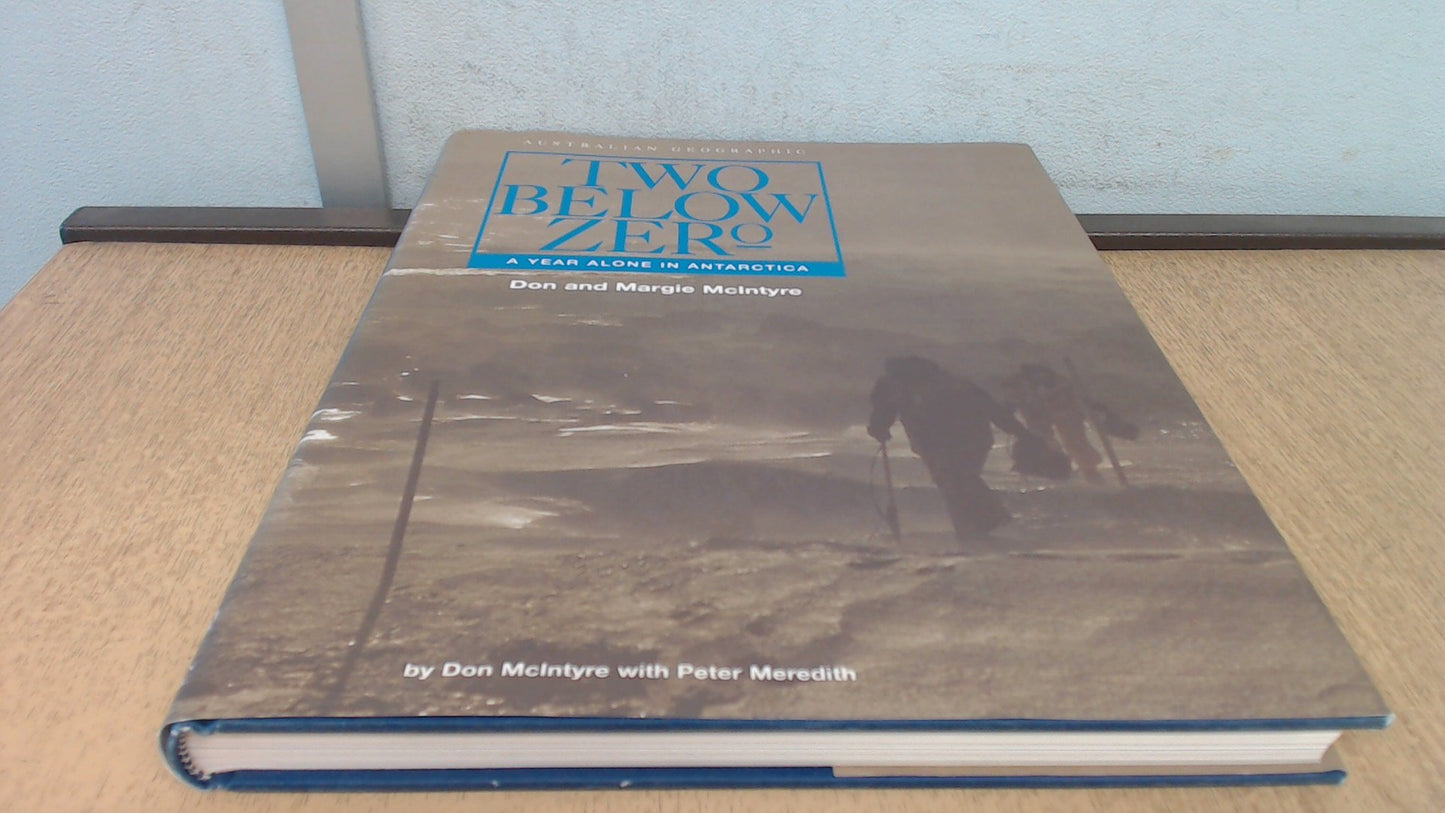 AUSTRALIAN GEOGRAPHIC
TWO
BELOW
ZERO
A YEAR ALONE IN ANTARCTICA
Don and Margie McIntyre
by Don McIntyre with Peter Meredith